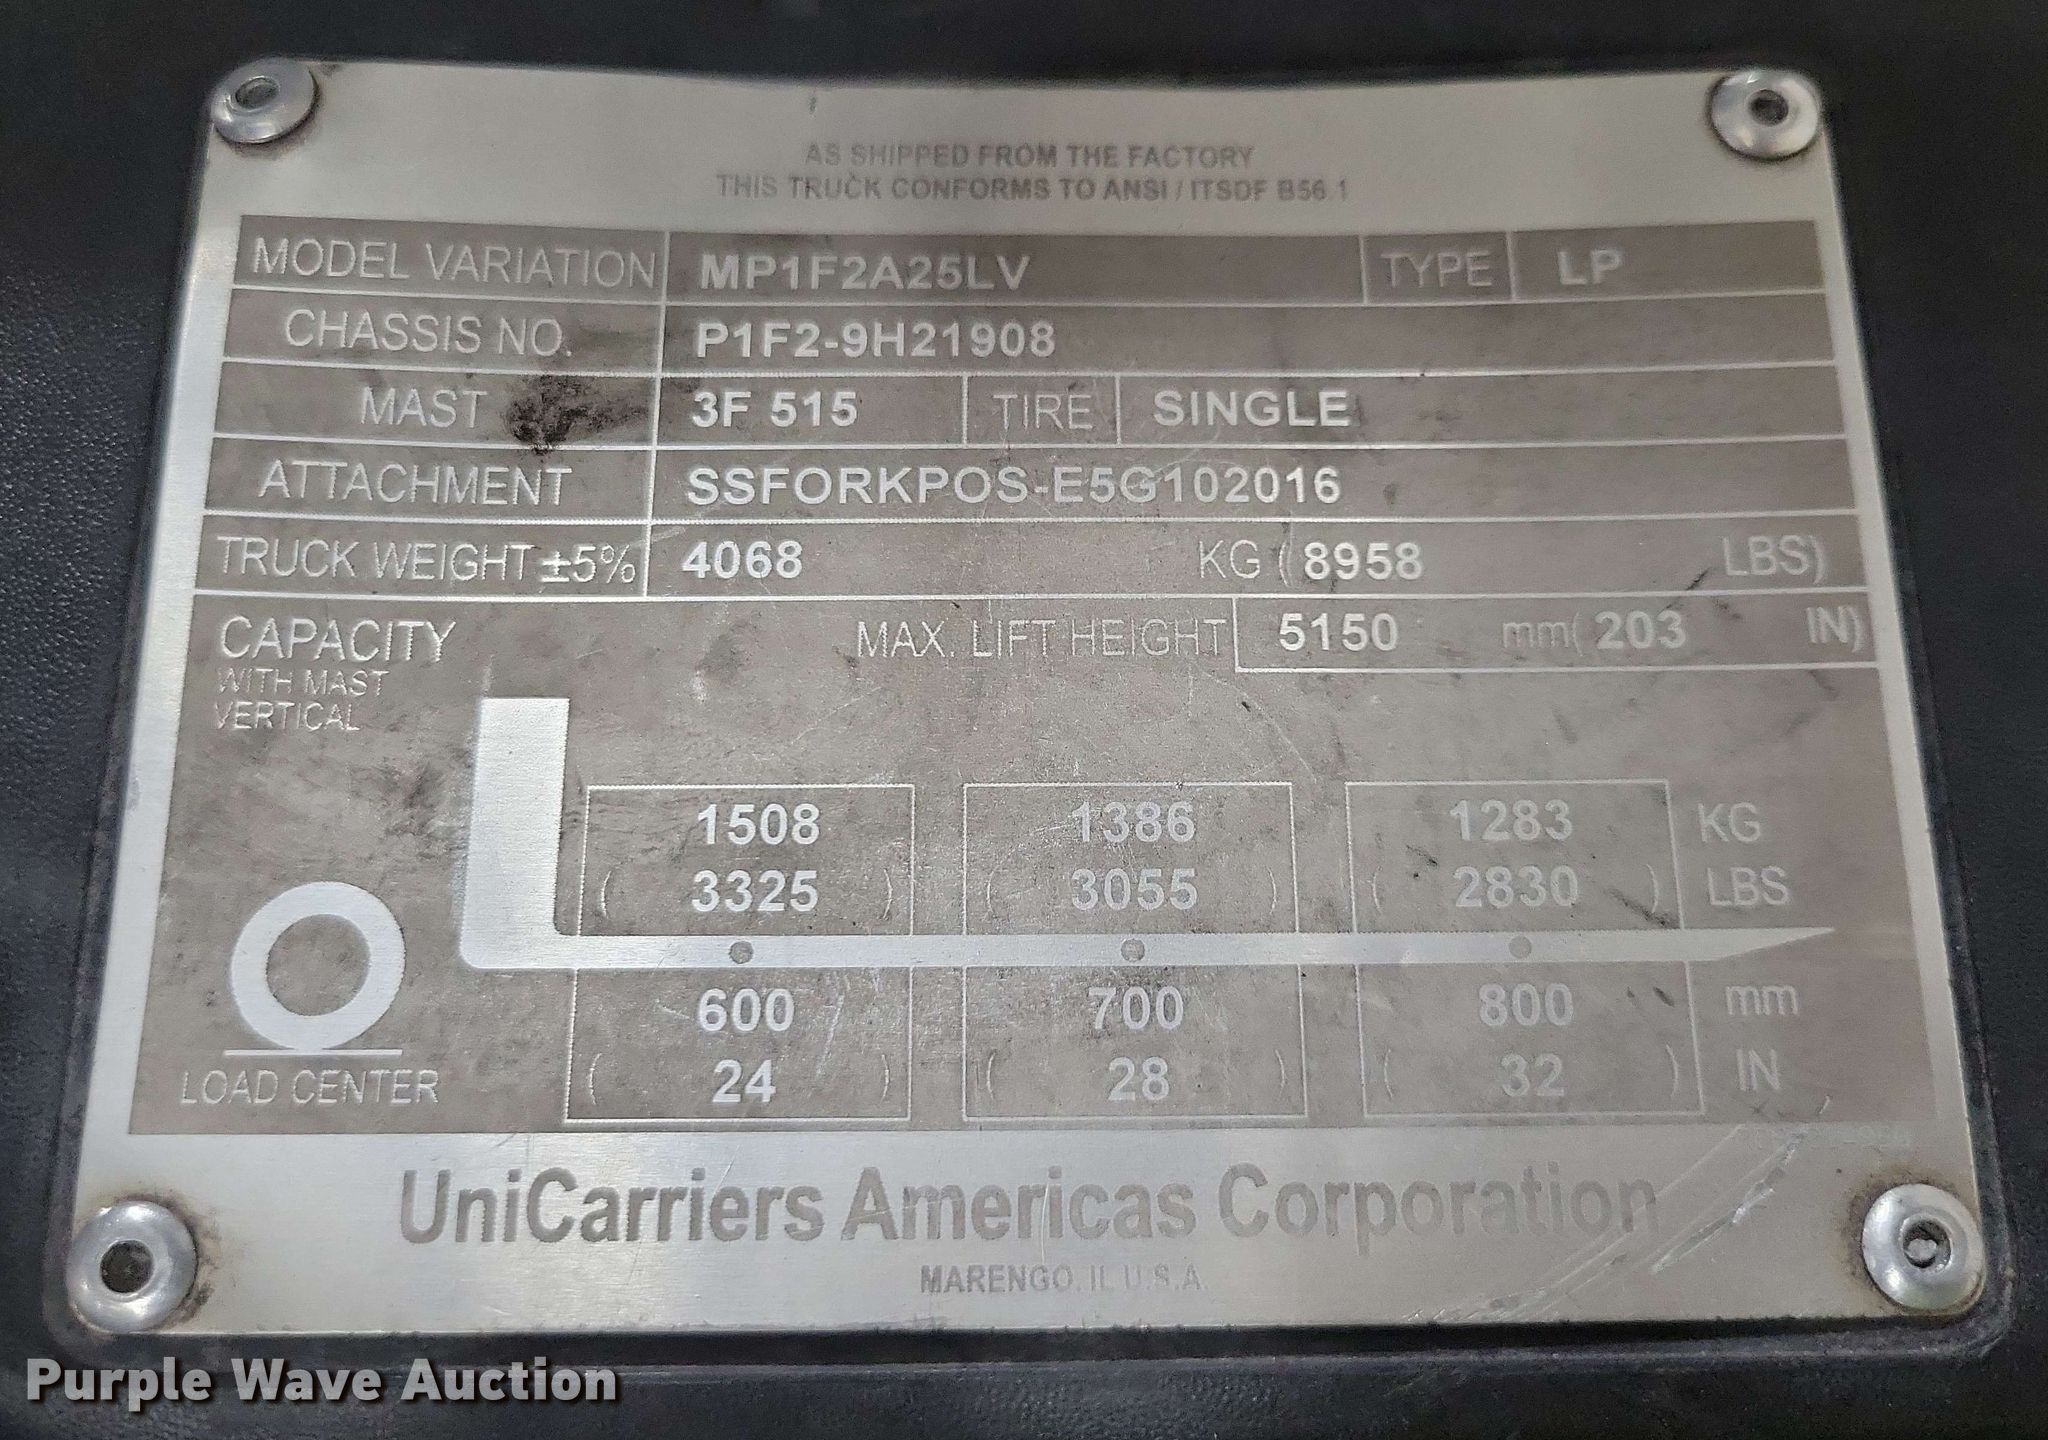 AS SHIPPED FROM THE FACTORY
THIS TRUCK CONFORMS TO ANSI / ITSDF B56.1
MODEL VARIATION MP1F2A25LV TYPE LP
CHASSIS NO. P1F2-9H21908
MAST 3F 515 TIRE SINGLE
ATTACHMENT SSFORKPOS-E5G102016
TRUCK WEIGHT ±5% 4068 KG ( 8958 LBS)
CAPACITY MAX. LIFT HEIGHT 5150 mm( 203 IN)
WITH MAST
VERTICAL
1508 1386 1283 KG
( 3325 ) ( 3055 ) ( 2830 ) LBS
600 700 800 mm
( 24 ) ( 28 ) ( 32 ) IN
LOAD CENTER
UniCarriers Americas Corporation
MARENGO, IL U.S.A.
Purple Wave Auction